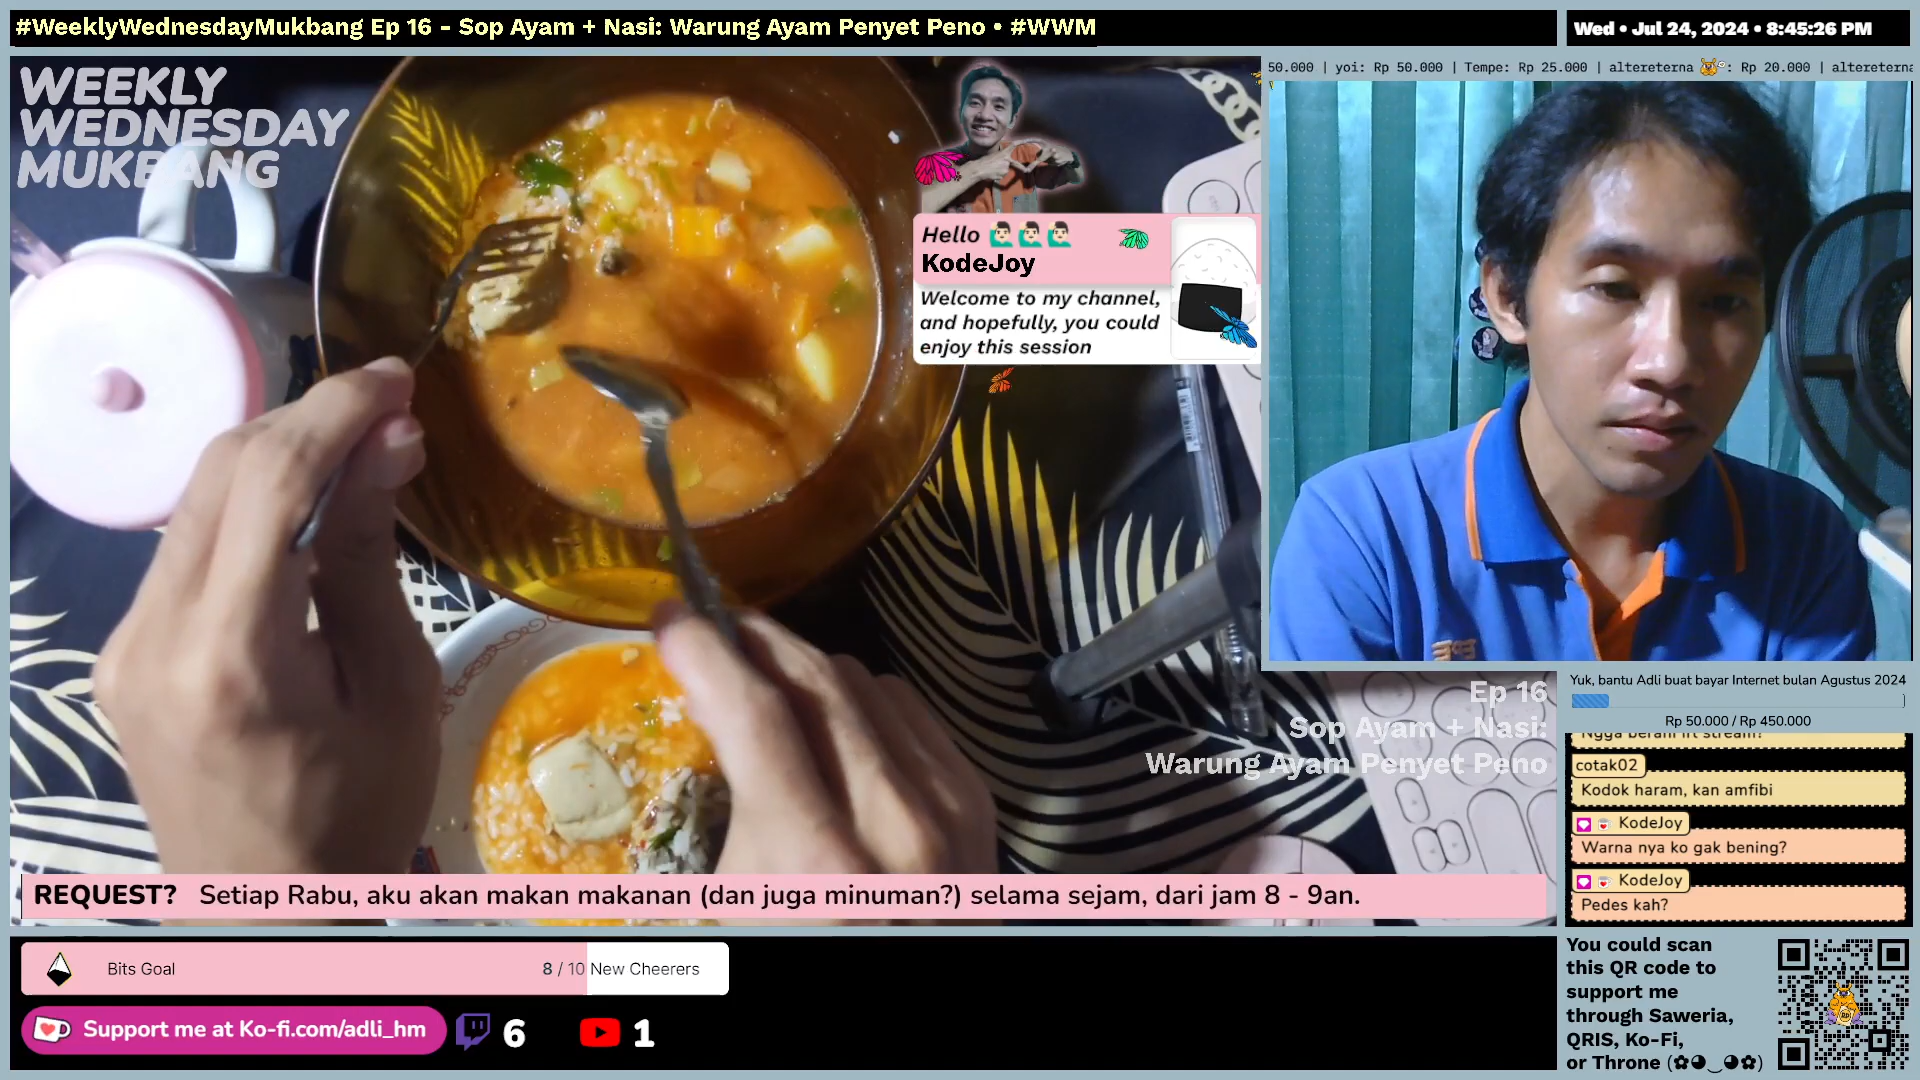 #WeeklyWednesdayMukbang Ep 16 - Sop Ayam + Nasi: Warung Ayam Penyet Peno • #WWM
Wed • Jul 24, 2024 • 8:45:26 PM
50.000 | yoi: Rp 50.000 | Tempe: Rp 25.000 | altereterna : Rp 20.000 | altereterna
WEEKLY
WEDNESDAY
MUKBANG
Hello
KodeJoy
Welcome to my channel,
and hopefully, you could
enjoy this session
Ep 16
Sop Ayam + Nasi:
Warung Ayam Penyet Peno
Yuk, bantu Adli buat bayar Internet bulan Agustus 2024
Rp 50.000 / Rp 450.000
Ngga berani irl stream?
cotak02
Kodok haram, kan amfibi
KodeJoy
Warna nya ko gak bening?
KodeJoy
Pedes kah?
REQUEST? Setiap Rabu, aku akan makan makanan (dan juga minuman?) selama sejam, dari jam 8 - 9an.
Bits Goal 8 / 10 New Cheerers
Support me at Ko-fi.com/adli_hm
6
1
You could scan
this QR code to
support me
through Saweria,
QRIS, Ko-Fi,
or Throne (✿◕‿◕✿)